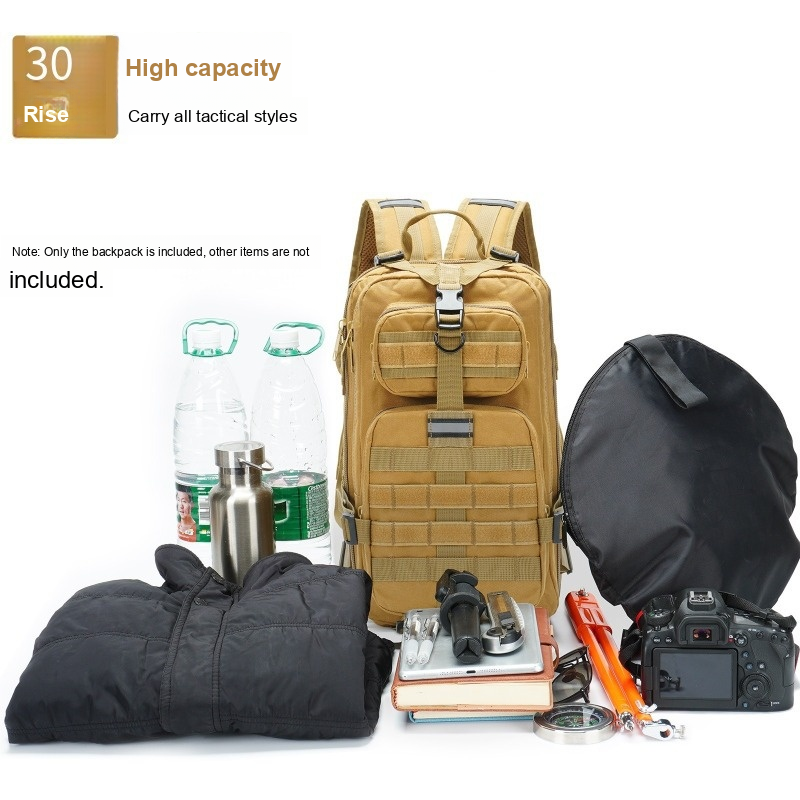 30
Rise
High capacity
Carry all tactical styles
Note: Only the backpack is included, other items are not
included.